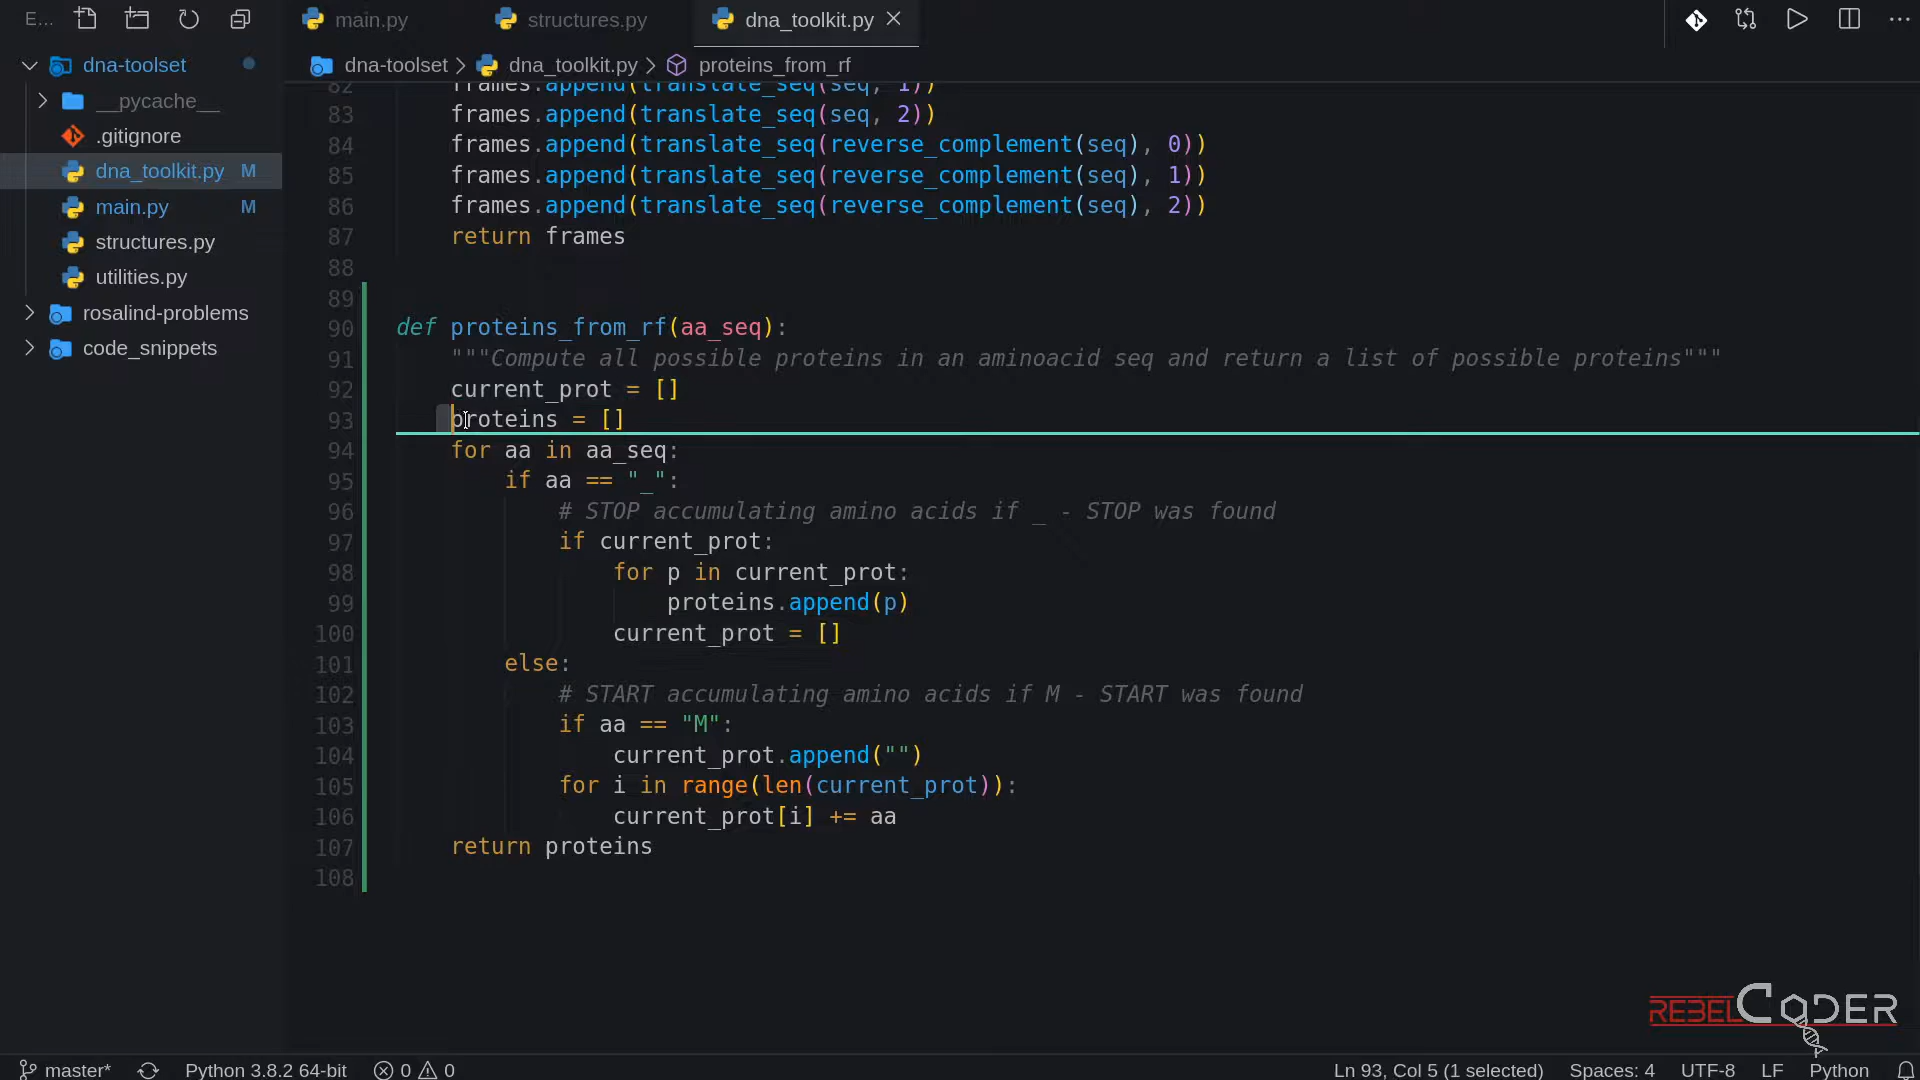 E...
main.py
structures.py
dna_toolkit.py
dna-toolset
dna-toolset > dna_toolkit.py > proteins_from_rf
__pycache__
.gitignore
dna_toolkit.py M
main.py M
structures.py
utilities.py
rosalind-problems
code_snippets
82 frames.append(translate_seq(seq, 1))
83 frames.append(translate_seq(seq, 2))
84 frames.append(translate_seq(reverse_complement(seq), 0))
85 frames.append(translate_seq(reverse_complement(seq), 1))
86 frames.append(translate_seq(reverse_complement(seq), 2))
87 return frames
88
89
90 def proteins_from_rf(aa_seq):
91 """Compute all possible proteins in an aminoacid seq and return a list of possible proteins"""
92 current_prot = []
93 proteins = []
94 for aa in aa_seq:
95 if aa == "_":
96 # STOP accumulating amino acids if _ - STOP was found
97 if current_prot:
98 for p in current_prot:
99 proteins.append(p)
100 current_prot = []
101 else:
102 # START accumulating amino acids if M - START was found
103 if aa == "M":
104 current_prot.append("")
105 for i in range(len(current_prot)):
106 current_prot[i] += aa
107 return proteins
108
REBELCODER
master* Python 3.8.2 64-bit 0 0 Ln 93, Col 5 (1 selected) Spaces: 4 UTF-8 LF Python